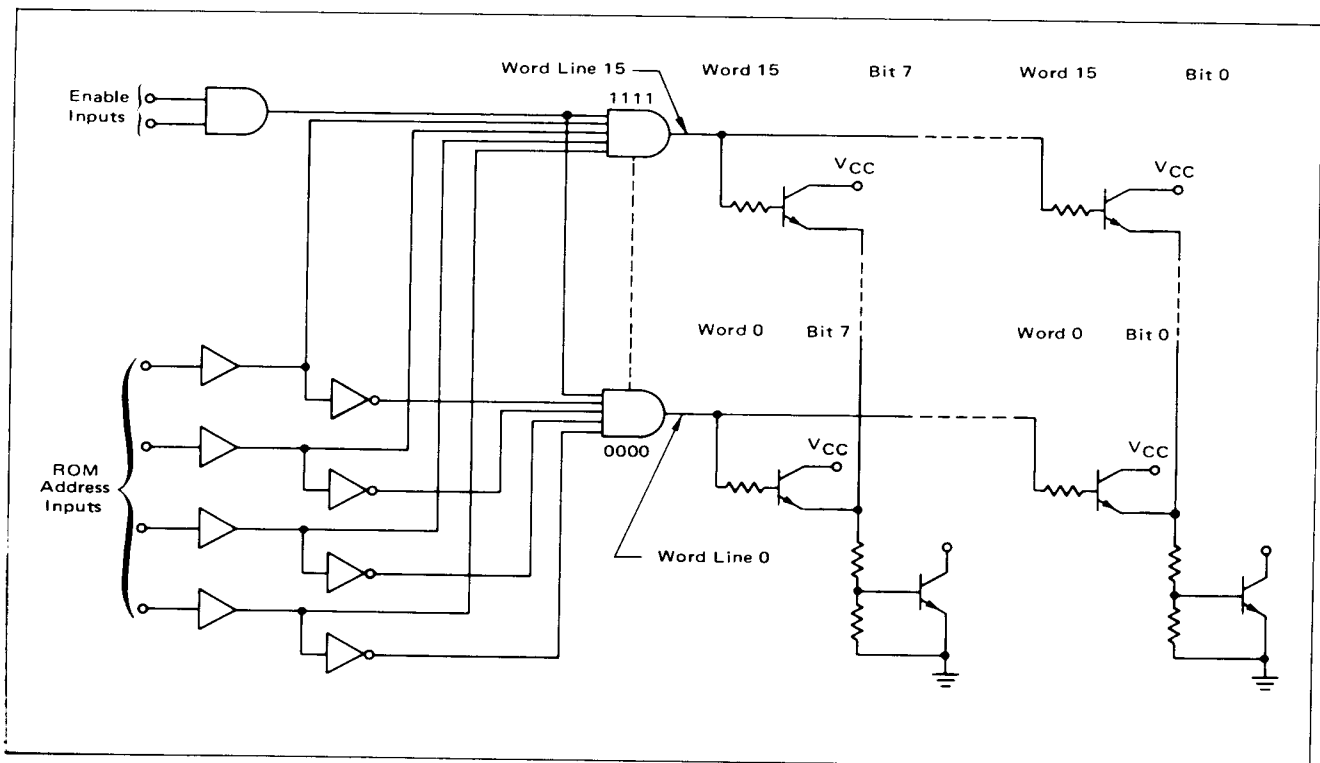 Word Line 15
Word 15
Bit 7
Word 15
Bit 0
Enable
Inputs
1111
VCC
VCC
Word 0
Bit 7
Word 0
Bit 0
0000
VCC
VCC
ROM
Address
Inputs
Word Line 0